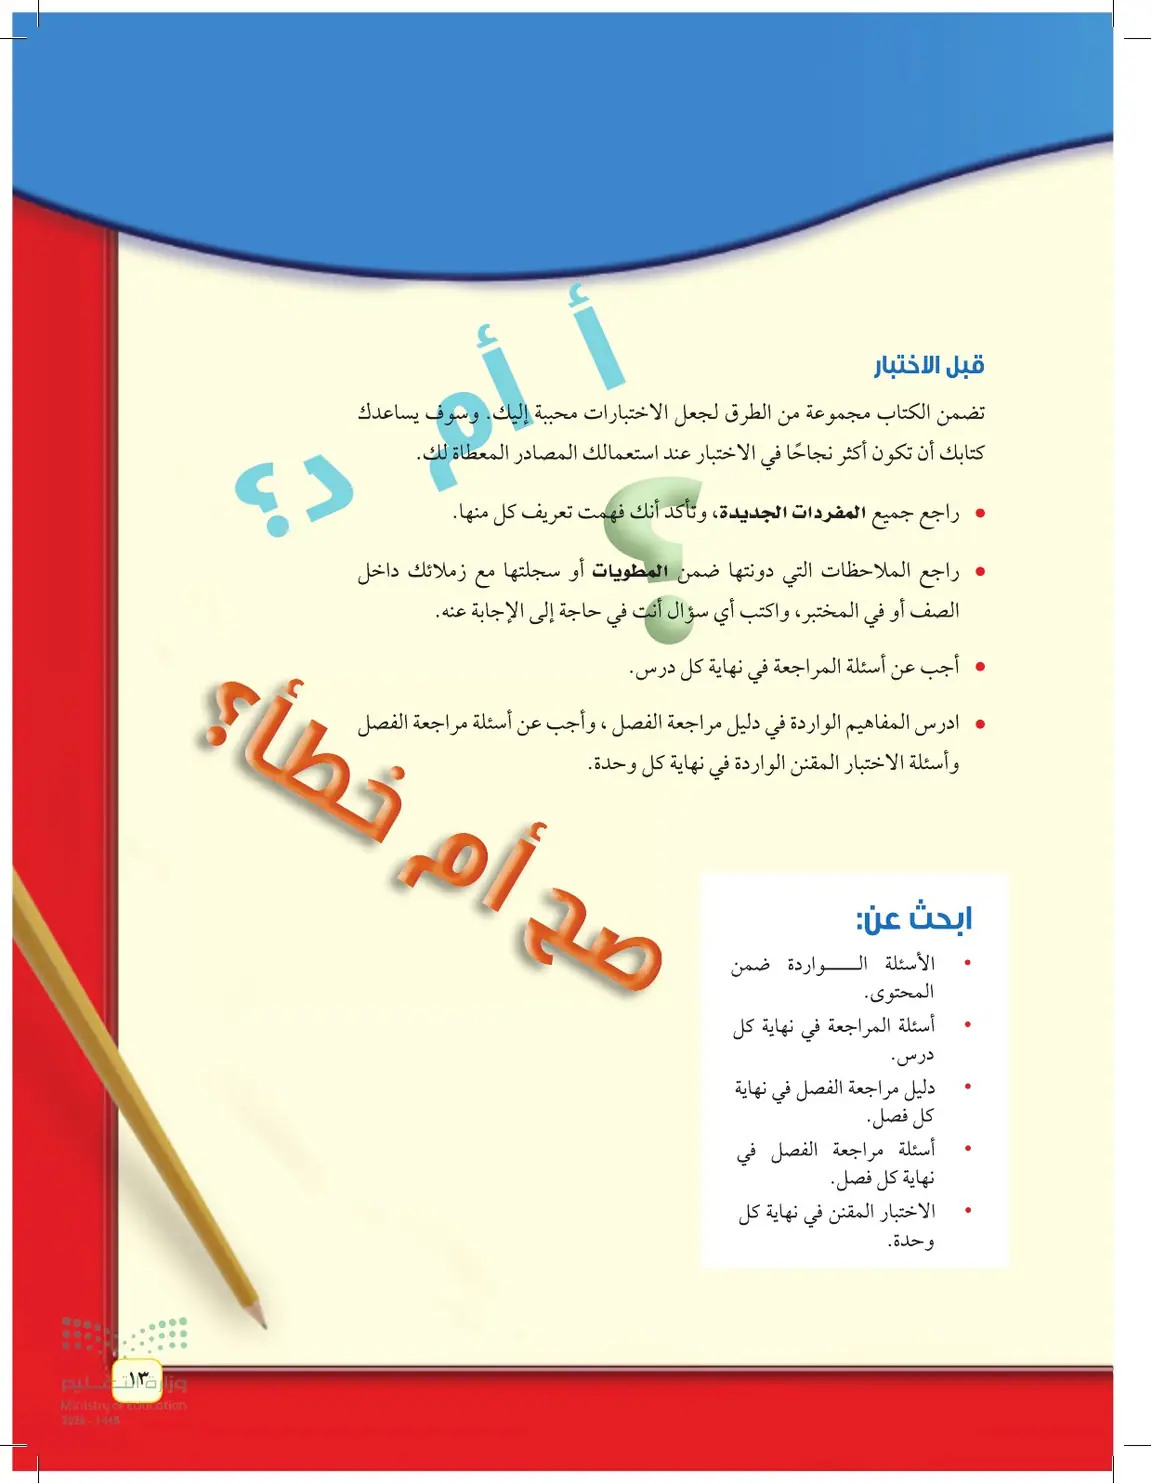 قبل الاختبار
تضمن الكتاب مجموعة من الطرق لجعل الاختبارات محببة إليك. وسوف يساعدك
كتابك أن تكون أكثر نجاحًا في الاختبار عند استعمالك المصادر المعطاة لك.
• راجع جميع المفردات الجديدة، وتأكد أنك فهمت تعريف كل منها.
• راجع الملاحظات التي دونتها ضمن المطويات أو سجلتها مع زملائك داخل
الصف أو في المختبر، واكتب أي سؤال أنت في حاجة إلى الإجابة عنه.
• أجب عن أسئلة المراجعة في نهاية كل درس.
• ادرس المفاهيم الواردة في دليل مراجعة الفصل ، وأجب عن أسئلة مراجعة الفصل
وأسئلة الاختبار المقنن الواردة في نهاية كل وحدة.
أ أم د؟
؟
صح أم خطأ؟
ابحث عن:
• الأسئلة الـــواردة ضمن
المحتوى.
• أسئلة المراجعة في نهاية كل
درس.
• دليل مراجعة الفصل في نهاية
كل فصل.
• أسئلة مراجعة الفصل في
نهاية كل فصل.
• الاختبار المقنن في نهاية كل
وحدة.
١٣
وزارة التعليم
Ministry of Education